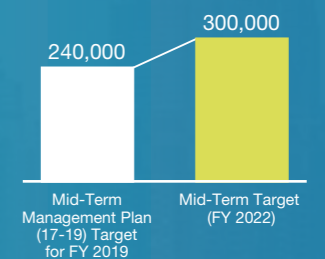 300,000
240,000
Mid-Term
Management Plan
(17-19) Target
for FY 2019
Mid-Term Target
(FY 2022)